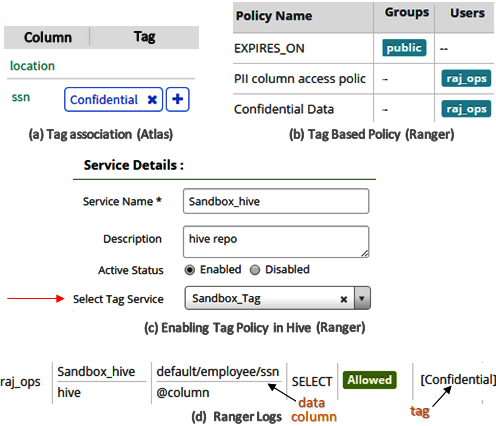 Column Tag
location
ssn Confidential ✖ +
(a) Tag association (Atlas)
Policy Name Groups Users
EXPIRES_ON public --
PII column access polic -- raj_ops
Confidential Data -- raj_ops
(b) Tag Based Policy (Ranger)
Service Details :
Service Name * Sandbox_hive
Description hive repo
Active Status Enabled Disabled
Select Tag Service Sandbox_Tag ✖
(c) Enabling Tag Policy in Hive (Ranger)
raj_ops Sandbox_hive default/employee/ssn SELECT Allowed [Confidential]
hive @column
data
column
tag
(d) Ranger Logs